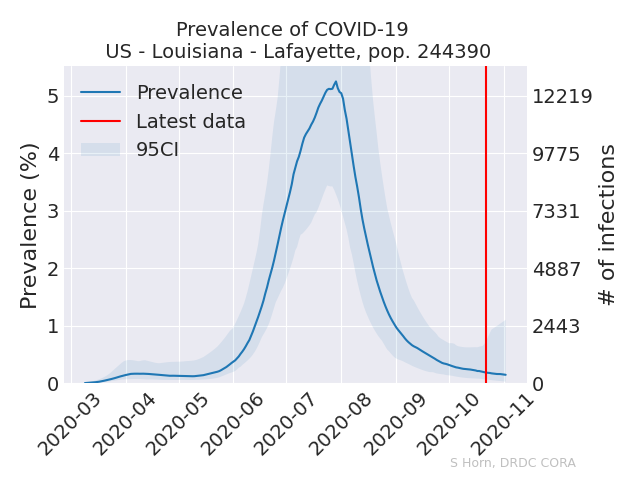 Prevalence of COVID-19
US - Louisiana - Lafayette, pop. 244390
Prevalence
Latest data
95CI
Prevalence (%)
5
4
3
2
1
0
12219
9775
7331
4887
2443
0
# of infections
2020-03
2020-04
2020-05
2020-06
2020-07
2020-08
2020-09
2020-10
2020-11
S Horn, DRDC CORA